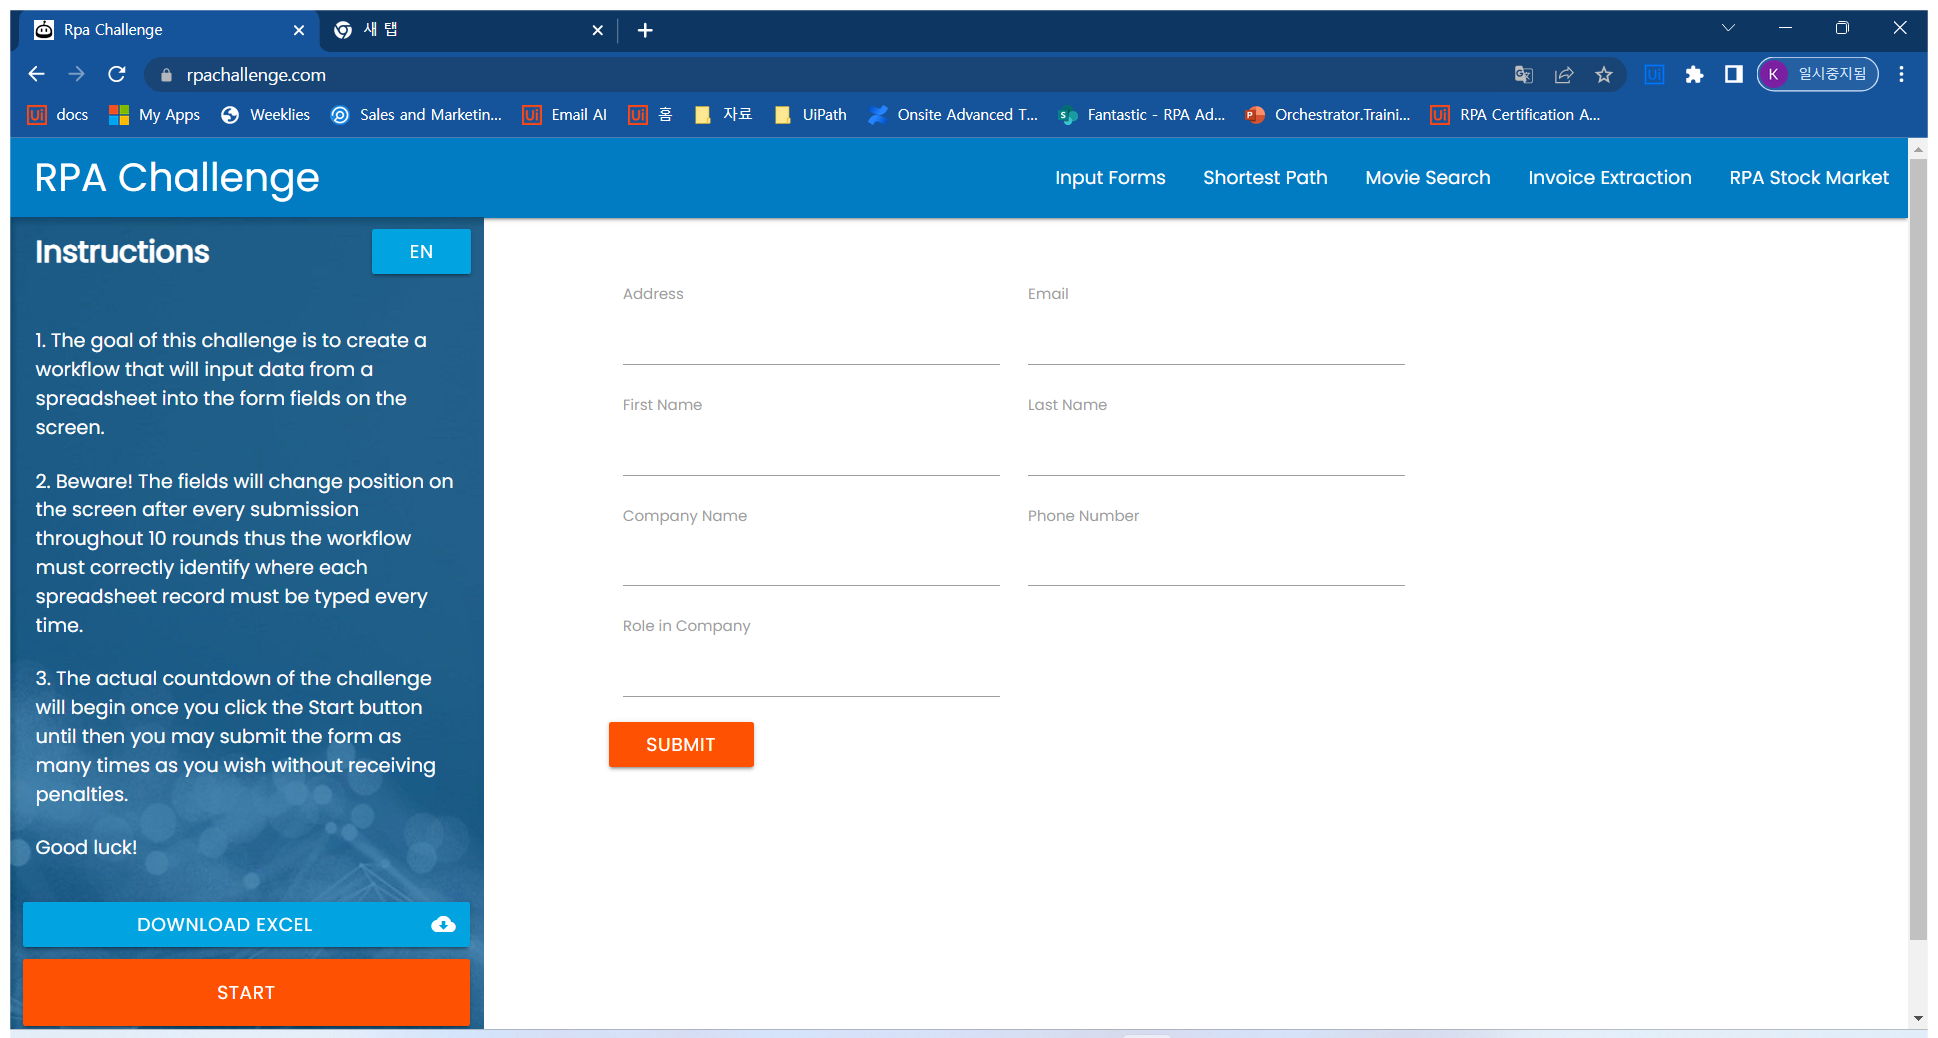 Rpa Challenge
새 탭
rpachallenge.com
K 일시중지됨
docs
My Apps
Weeklies
Sales and Marketin...
Email AI
홈
자료
UiPath
Onsite Advanced T...
Fantastic - RPA Ad...
Orchestrator.Traini...
RPA Certification A...
RPA Challenge
Input Forms
Shortest Path
Movie Search
Invoice Extraction
RPA Stock Market
Instructions
EN
1. The goal of this challenge is to create a
workflow that will input data from a
spreadsheet into the form fields on the
screen.
2. Beware! The fields will change position on
the screen after every submission
throughout 10 rounds thus the workflow
must correctly identify where each
spreadsheet record must be typed every
time.
3. The actual countdown of the challenge
will begin once you click the Start button
until then you may submit the form as
many times as you wish without receiving
penalties.
Good luck!
DOWNLOAD EXCEL
START
Address
Email
First Name
Last Name
Company Name
Phone Number
Role in Company
SUBMIT